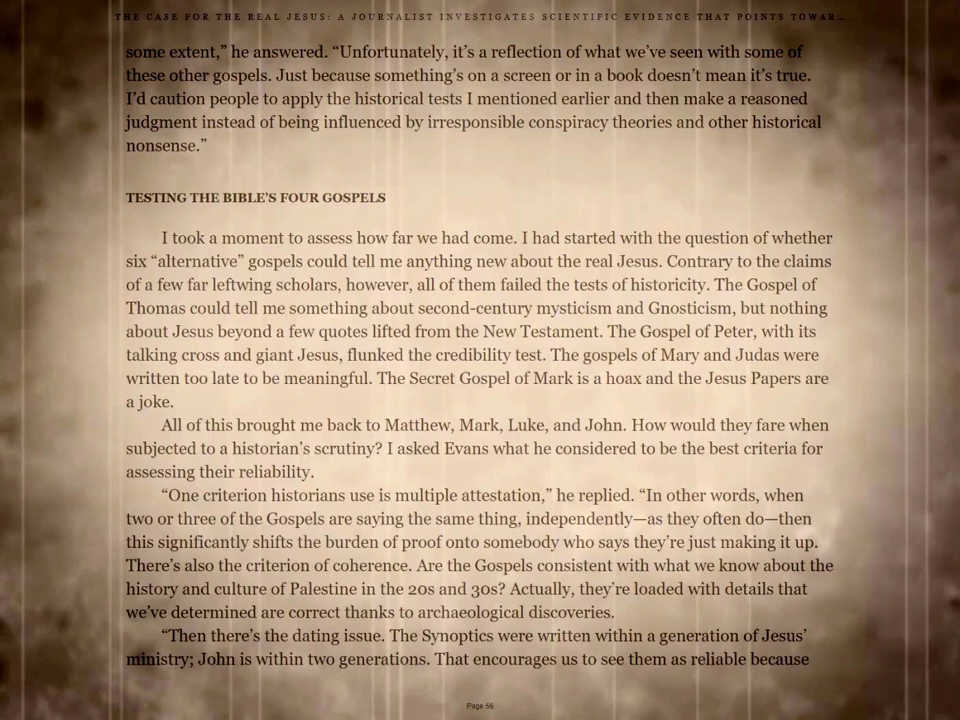 THE CASE FOR THE REAL JESUS: A JOURNALIST INVESTIGATES SCIENTIFIC EVIDENCE THAT POINTS TOWAR…
some extent,” he answered. “Unfortunately, it’s a reflection of what we’ve seen with some of
these other gospels. Just because something’s on a screen or in a book doesn’t mean it’s true.
I’d caution people to apply the historical tests I mentioned earlier and then make a reasoned
judgment instead of being influenced by irresponsible conspiracy theories and other historical
nonsense.”
TESTING THE BIBLE’S FOUR GOSPELS
I took a moment to assess how far we had come. I had started with the question of whether
six “alternative” gospels could tell me anything new about the real Jesus. Contrary to the claims
of a few far leftwing scholars, however, all of them failed the tests of historicity. The Gospel of
Thomas could tell me something about second-century mysticism and Gnosticism, but nothing
about Jesus beyond a few quotes lifted from the New Testament. The Gospel of Peter, with its
talking cross and giant Jesus, flunked the credibility test. The gospels of Mary and Judas were
written too late to be meaningful. The Secret Gospel of Mark is a hoax and the Jesus Papers are
a joke.
All of this brought me back to Matthew, Mark, Luke, and John. How would they fare when
subjected to a historian’s scrutiny? I asked Evans what he considered to be the best criteria for
assessing their reliability.
“One criterion historians use is multiple attestation,” he replied. “In other words, when
two or three of the Gospels are saying the same thing, independently—as they often do—then
this significantly shifts the burden of proof onto somebody who says they’re just making it up.
There’s also the criterion of coherence. Are the Gospels consistent with what we know about the
history and culture of Palestine in the 20s and 30s? Actually, they’re loaded with details that
we’ve determined are correct thanks to archaeological discoveries.
“Then there’s the dating issue. The Synoptics were written within a generation of Jesus’
ministry; John is within two generations. That encourages us to see them as reliable because
Page 56